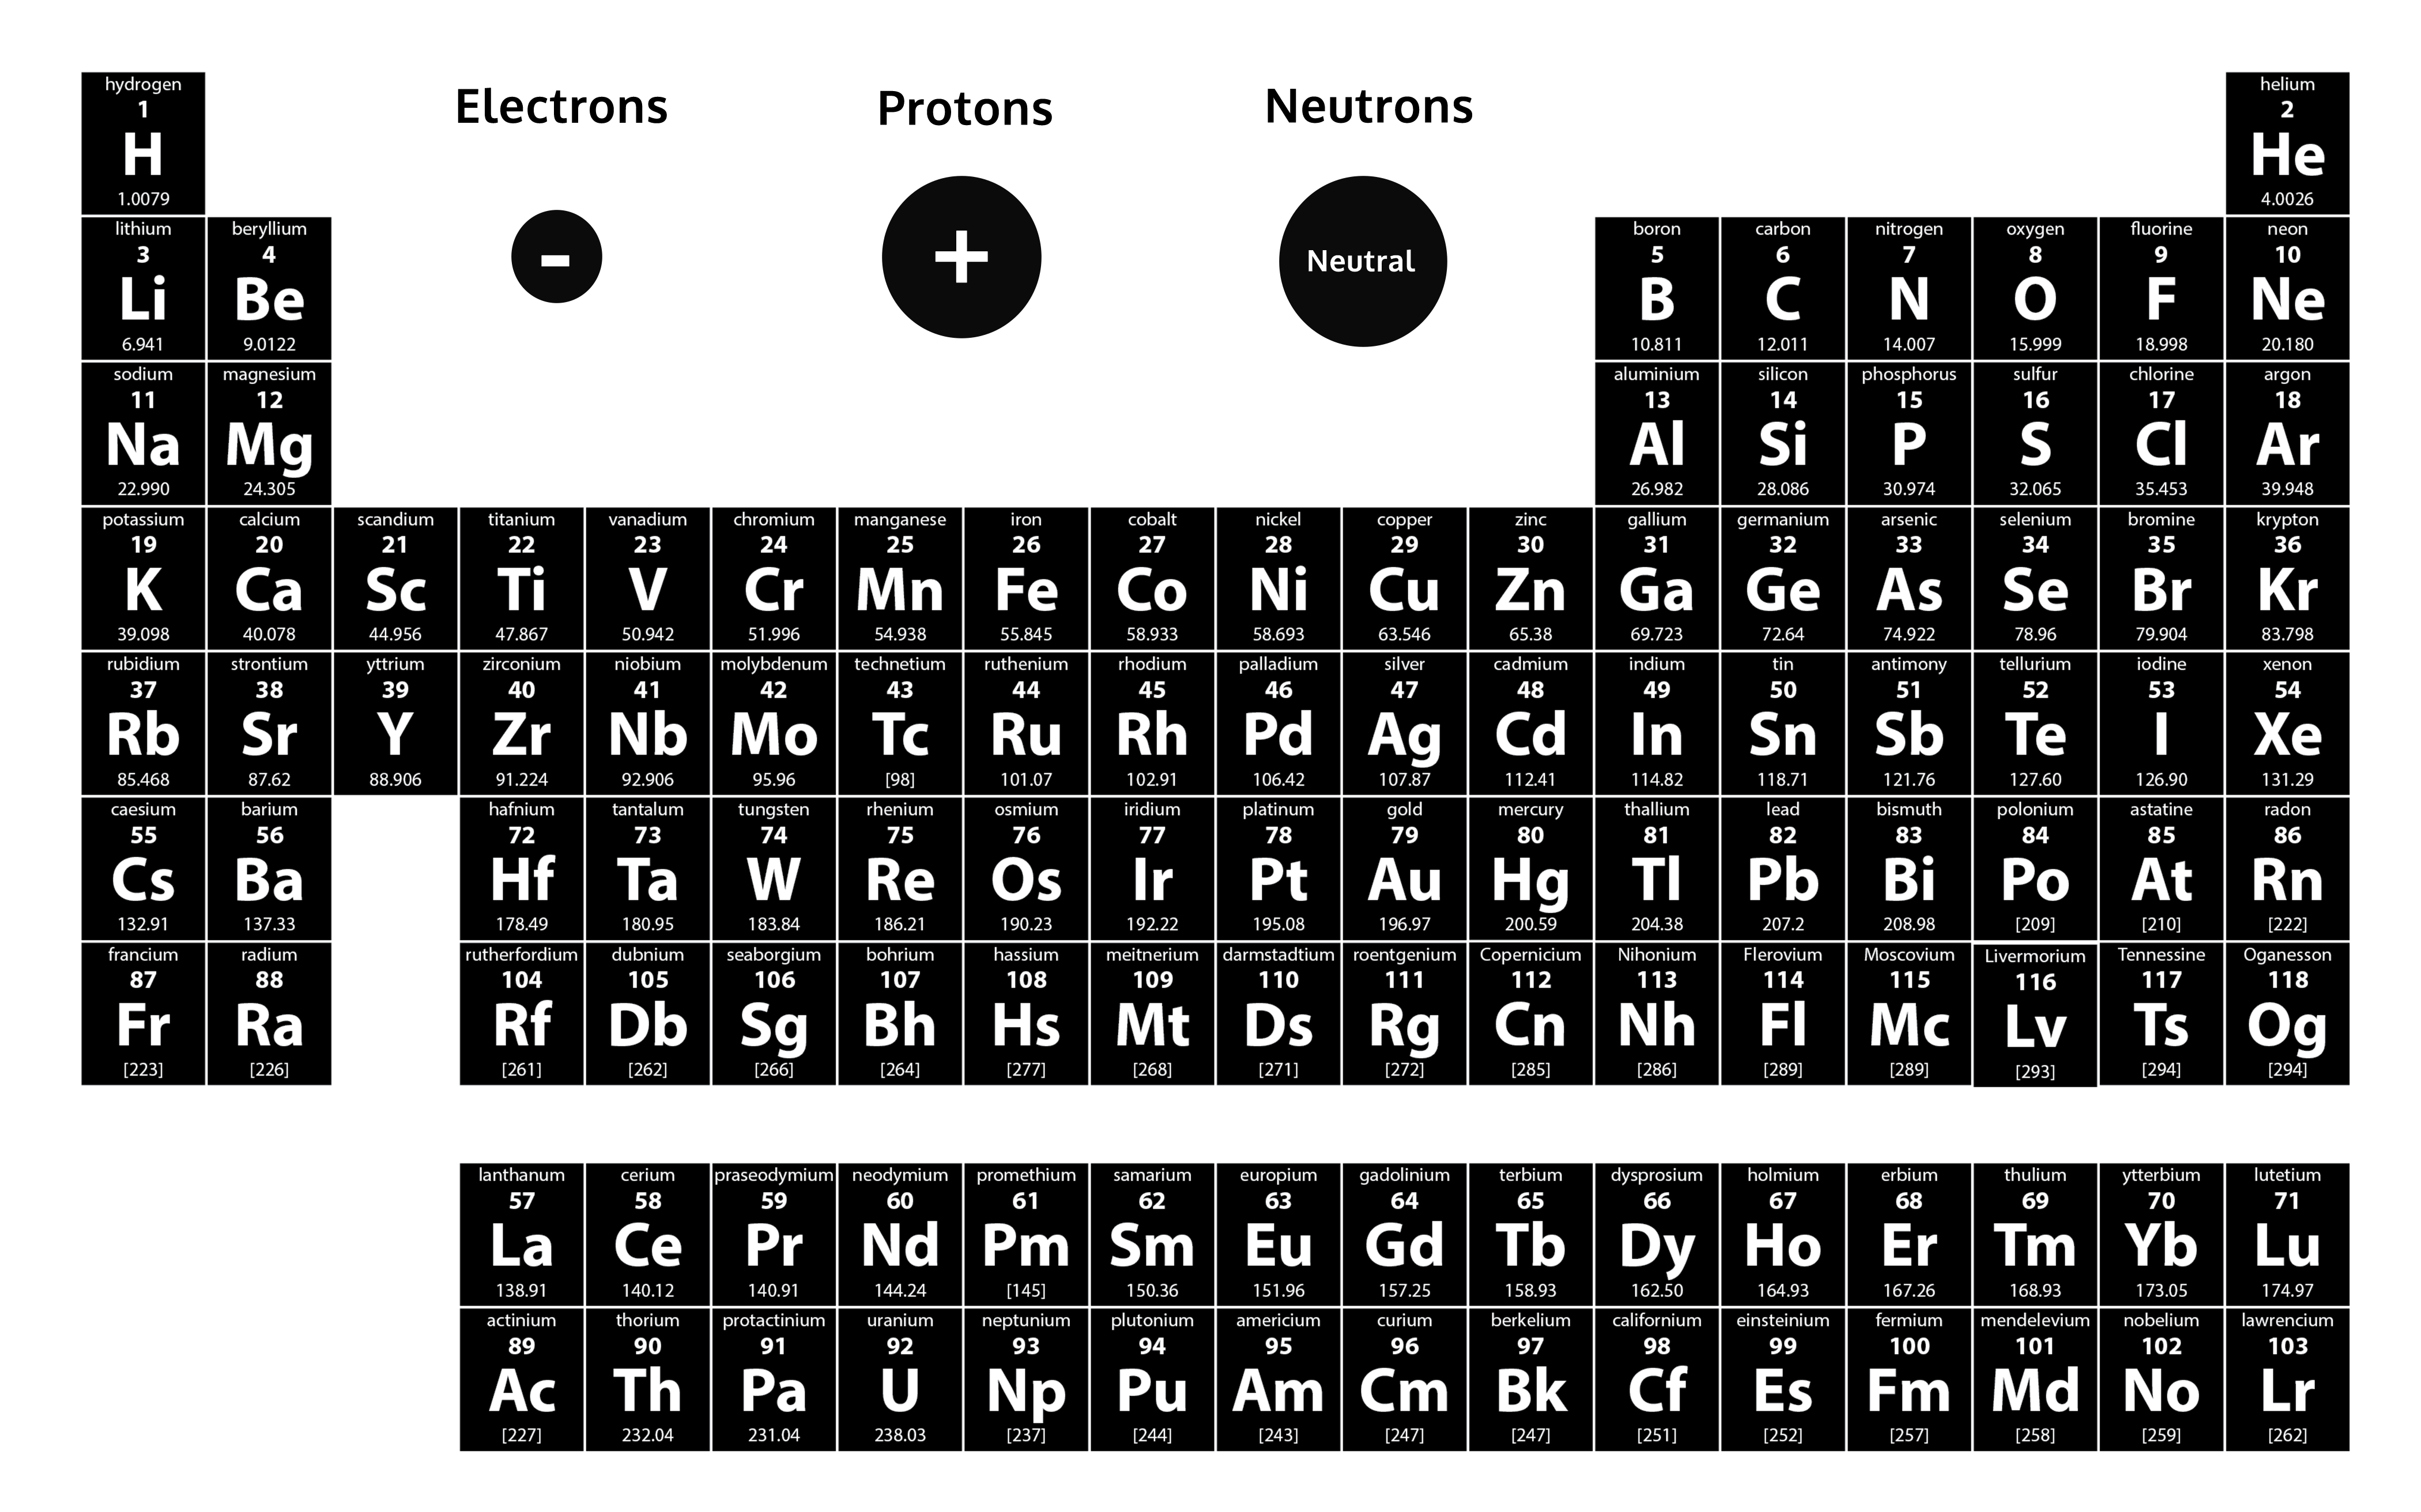 hydrogen
1
H
1.0079
Electrons
-
Protons
+
Neutrons
Neutral
helium
2
He
4.0026
lithium
3
Li
6.941
beryllium
4
Be
9.0122
boron
5
B
10.811
carbon
6
C
12.011
nitrogen
7
N
14.007
oxygen
8
O
15.999
fluorine
9
F
18.998
neon
10
Ne
20.180
sodium
11
Na
22.990
magnesium
12
Mg
24.305
aluminium
13
Al
26.982
silicon
14
Si
28.086
phosphorus
15
P
30.974
sulfur
16
S
32.065
chlorine
17
Cl
35.453
argon
18
Ar
39.948
potassium
19
K
39.098
calcium
20
Ca
40.078
scandium
21
Sc
44.956
titanium
22
Ti
47.867
vanadium
23
V
50.942
chromium
24
Cr
51.996
manganese
25
Mn
54.938
iron
26
Fe
55.845
cobalt
27
Co
58.933
nickel
28
Ni
58.693
copper
29
Cu
63.546
zinc
30
Zn
65.38
gallium
31
Ga
69.723
germanium
32
Ge
72.64
arsenic
33
As
74.922
selenium
34
Se
78.96
bromine
35
Br
79.904
krypton
36
Kr
83.798
rubidium
37
Rb
85.468
strontium
38
Sr
87.62
yttrium
39
Y
88.906
zirconium
40
Zr
91.224
niobium
41
Nb
92.906
molybdenum
42
Mo
95.96
technetium
43
Tc
[98]
ruthenium
44
Ru
101.07
rhodium
45
Rh
102.91
palladium
46
Pd
106.42
silver
47
Ag
107.87
cadmium
48
Cd
112.41
indium
49
In
114.82
tin
50
Sn
118.71
antimony
51
Sb
121.76
tellurium
52
Te
127.60
iodine
53
I
126.90
xenon
54
Xe
131.29
caesium
55
Cs
132.91
barium
56
Ba
137.33
hafnium
72
Hf
178.49
tantalum
73
Ta
180.95
tungsten
74
W
183.84
rhenium
75
Re
186.21
osmium
76
Os
190.23
iridium
77
Ir
192.22
platinum
78
Pt
195.08
gold
79
Au
196.97
mercury
80
Hg
200.59
thallium
81
Tl
204.38
lead
82
Pb
207.2
bismuth
83
Bi
208.98
polonium
84
Po
[209]
astatine
85
At
[210]
radon
86
Rn
[222]
francium
87
Fr
[223]
radium
88
Ra
[226]
rutherfordium
104
Rf
[261]
dubnium
105
Db
[262]
seaborgium
106
Sg
[266]
bohrium
107
Bh
[264]
hassium
108
Hs
[277]
meitnerium
109
Mt
[268]
darmstadtium
110
Ds
[271]
roentgenium
111
Rg
[272]
Copernicium
112
Cn
[285]
Nihonium
113
Nh
[286]
Flerovium
114
Fl
[289]
Moscovium
115
Mc
[289]
Livermorium
116
Lv
[293]
Tennessine
117
Ts
[294]
Oganesson
118
Og
[294]
lanthanum
57
La
138.91
cerium
58
Ce
140.12
praseodymium
59
Pr
140.91
neodymium
60
Nd
144.24
promethium
61
Pm
[145]
samarium
62
Sm
150.36
europium
63
Eu
151.96
gadolinium
64
Gd
157.25
terbium
65
Tb
158.93
dysprosium
66
Dy
162.50
holmium
67
Ho
164.93
erbium
68
Er
167.26
thulium
69
Tm
168.93
ytterbium
70
Yb
173.05
lutetium
71
Lu
174.97
actinium
89
Ac
[227]
thorium
90
Th
232.04
protactinium
91
Pa
231.04
uranium
92
U
238.03
neptunium
93
Np
[237]
plutonium
94
Pu
[244]
americium
95
Am
[243]
curium
96
Cm
[247]
berkelium
97
Bk
[247]
californium
98
Cf
[251]
einsteinium
99
Es
[252]
fermium
100
Fm
[257]
mendelevium
101
Md
[258]
nobelium
102
No
[259]
lawrencium
103
Lr
[262]